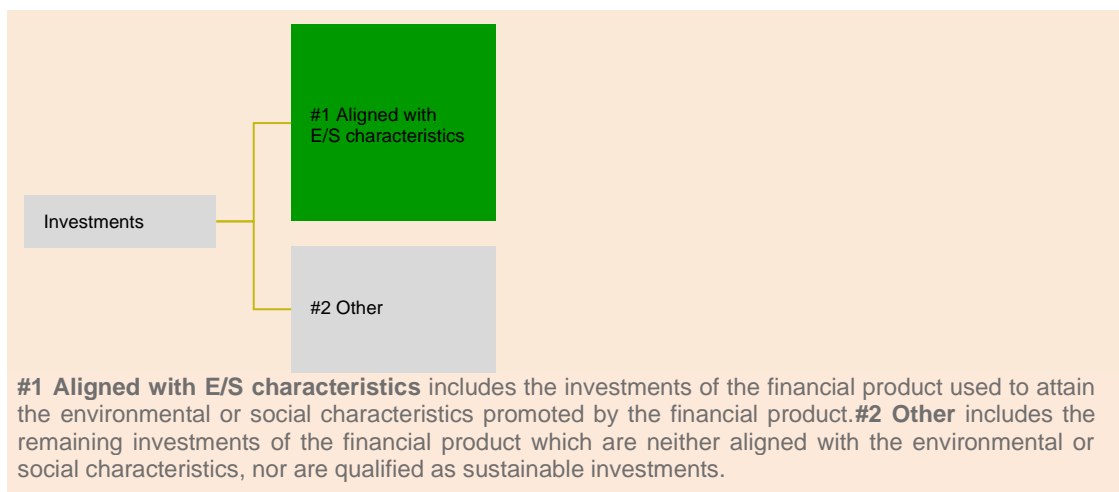 #1 Aligned with
E/S characteristics
Investments
#2 Other
#1 Aligned with E/S characteristics includes the investments of the financial product used to attain
the environmental or social characteristics promoted by the financial product.#2 Other includes the
remaining investments of the financial product which are neither aligned with the environmental or
social characteristics, nor are qualified as sustainable investments.